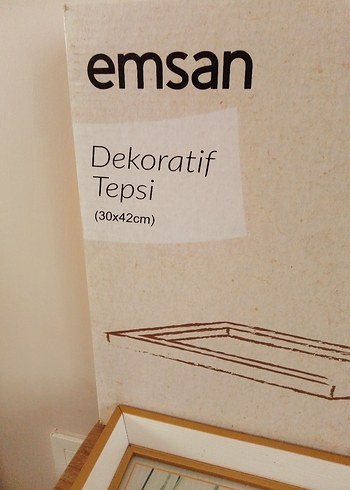 emsan
Dekoratif
Tepsi
(30x42cm)